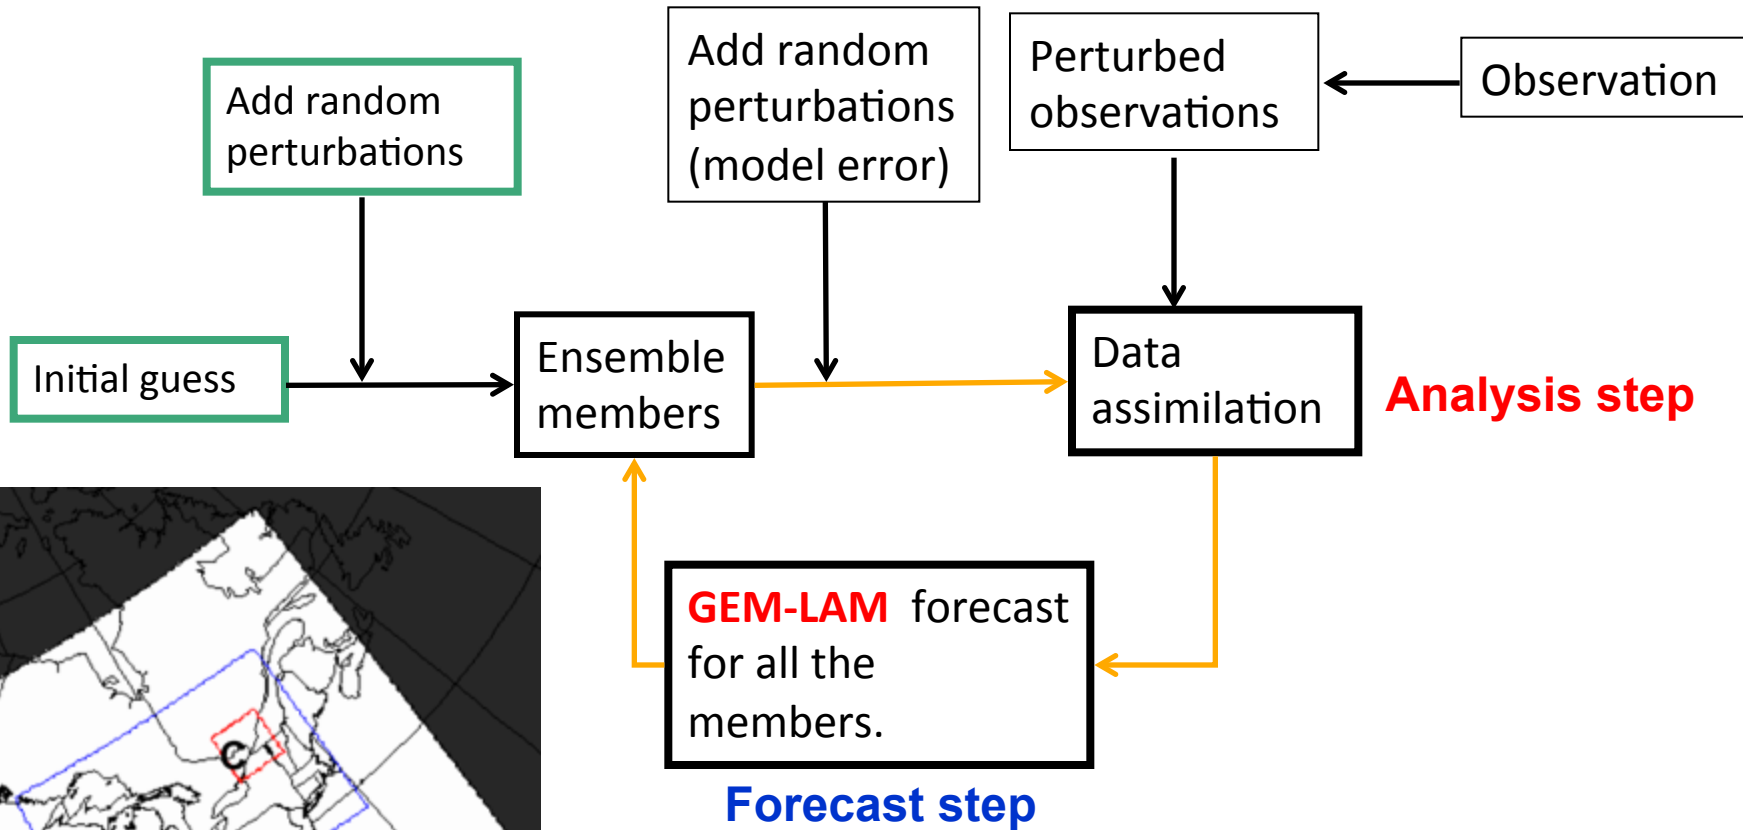 Add random
perturbations
Add random
perturbations
(model error)
Perturbed
observations
Observation
Initial guess
Ensemble
members
Data
assimilation
Analysis step
GEM-LAM forecast
for all the
members.
Forecast step
C